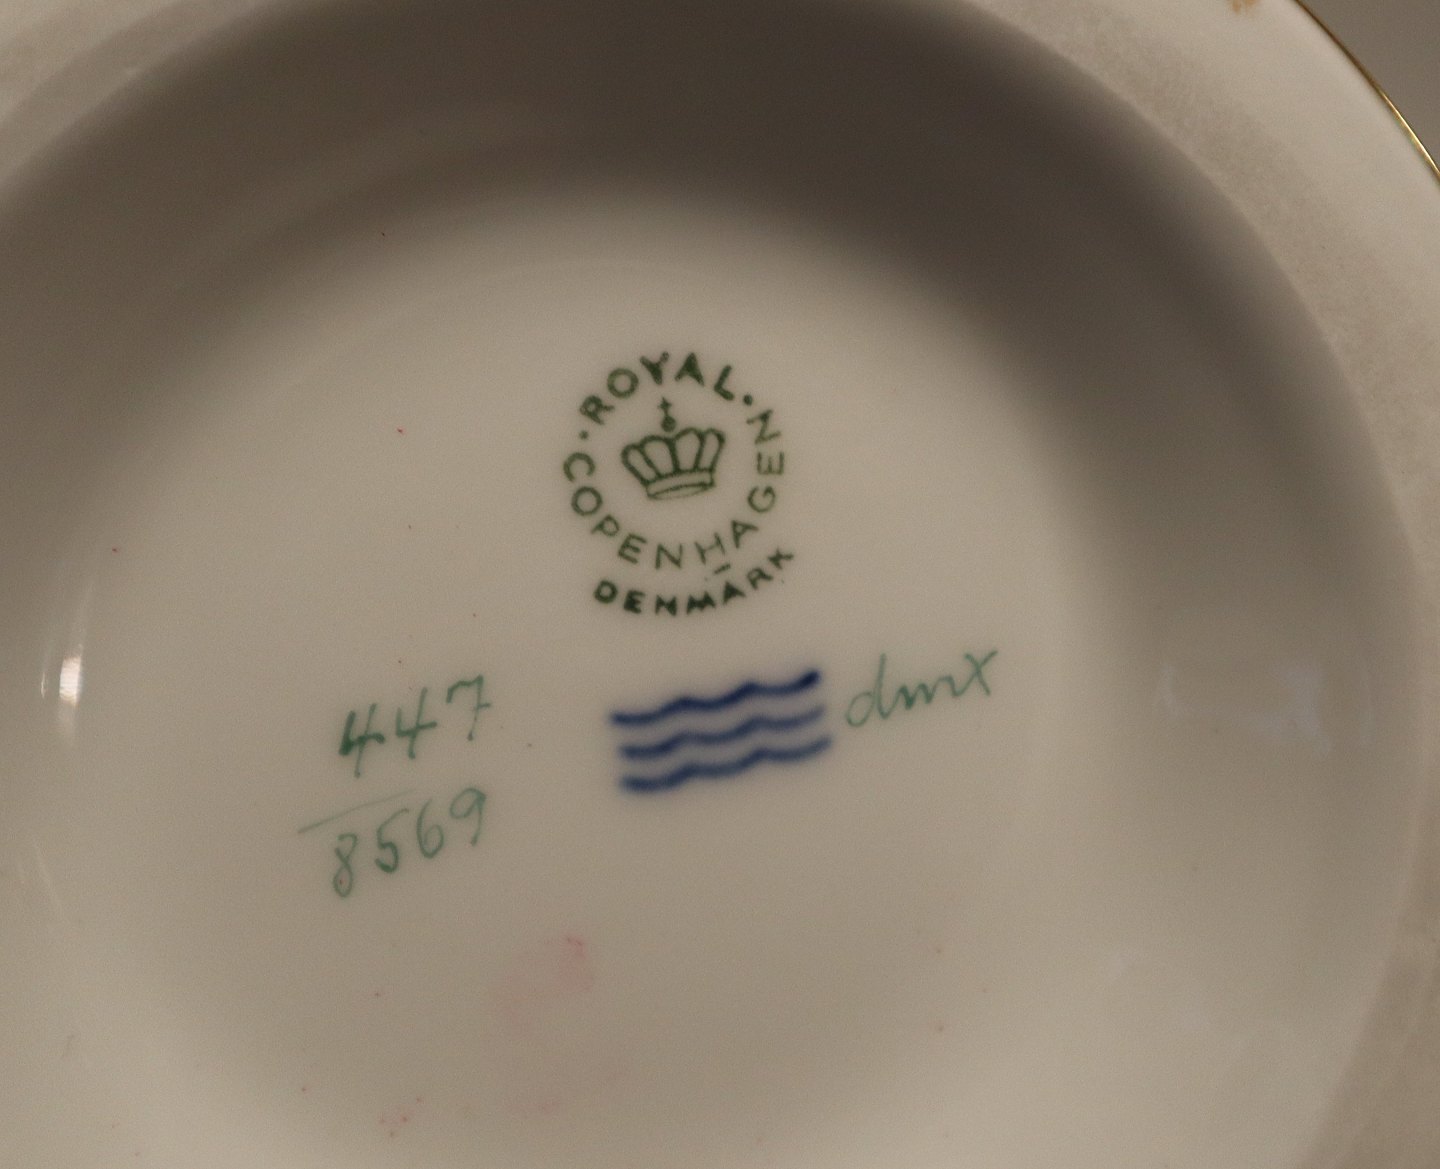 ROYAL
COPENHAGEN
DENMARK
447
8569
dmx